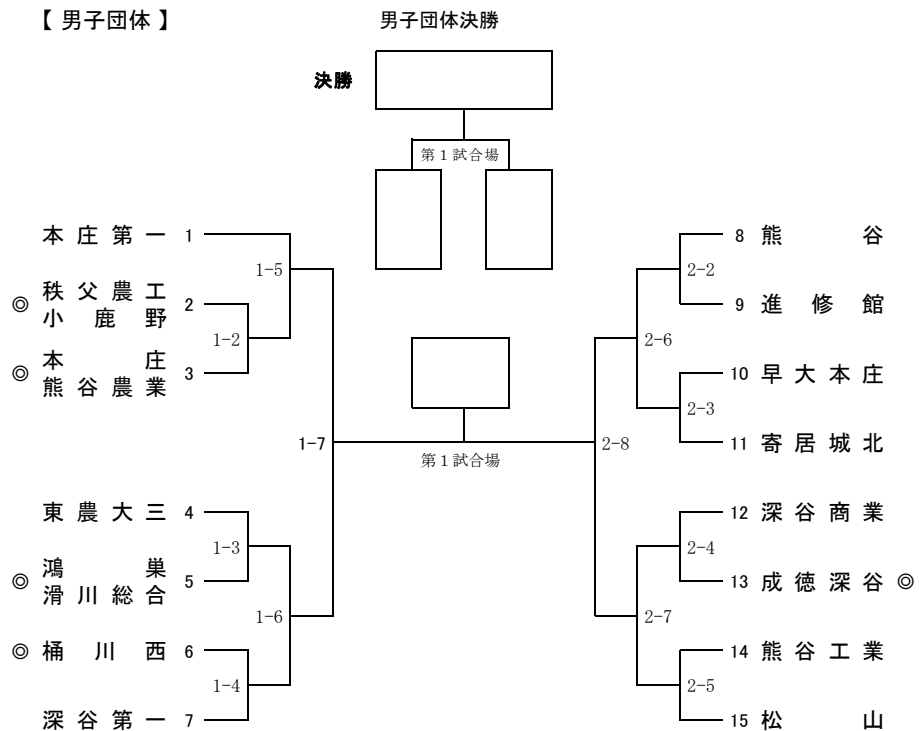 【 男子団体 】
男子団体決勝
決勝
第１試合場
本庄第一 1
1-5
◎ 秩父農工
小鹿野 2
1-2
◎ 本庄
熊谷農業 3
1-7
東農大三 4
1-3
◎ 鴻巣
滑川総合 5
1-6
◎ 桶川西 6
1-4
深谷第一 7
第１試合場
8 熊谷
2-2
9 進修館
2-6
10 早大本庄
2-3
11 寄居城北
2-8
12 深谷商業
2-4
13 成徳深谷 ◎
2-7
14 熊谷工業
2-5
15 松山